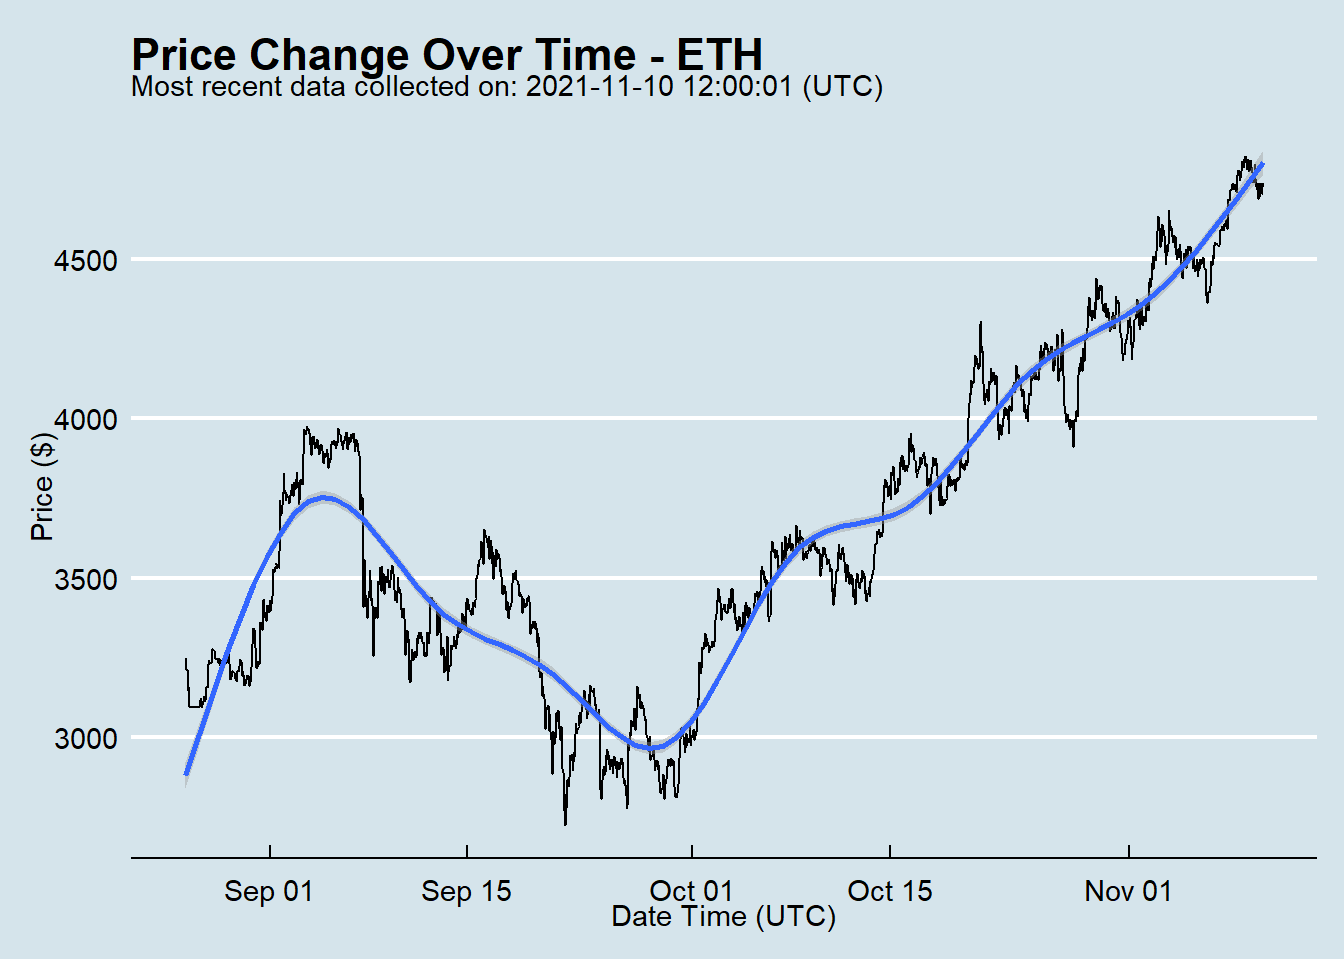 Price Change Over Time - ETH
Most recent data collected on: 2021-11-10 12:00:01 (UTC)
Price ($)
4500
4000
3500
3000
Sep 01 Sep 15 Oct 01 Oct 15 Nov 01
Date Time (UTC)